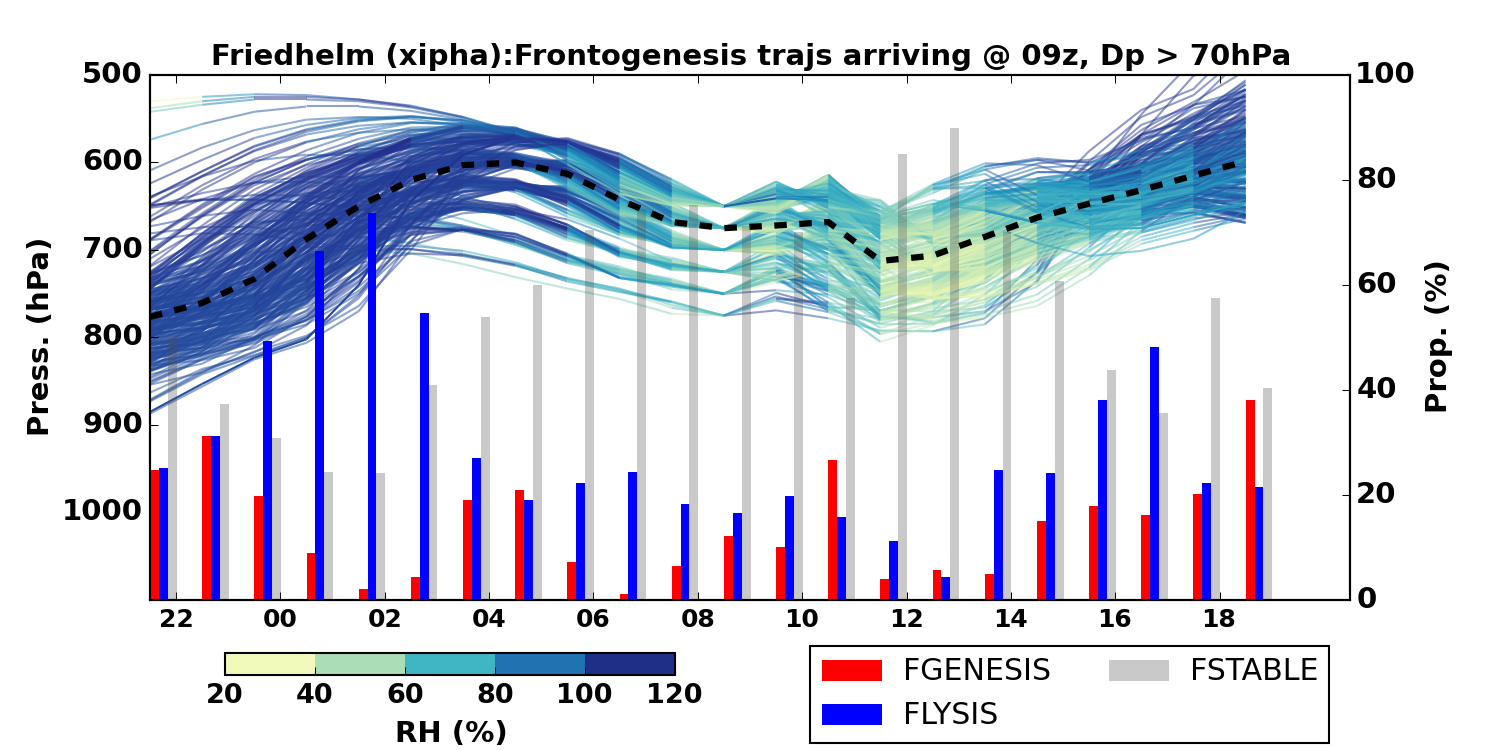 Friedhelm (xipha):Frontogenesis trajs arriving @ 09z, Dp > 70hPa
500
600
700
800
900
1000
Press. (hPa)
100
80
60
40
20
0
Prop. (%)
22 00 02 04 06 08 10 12 14 16 18
20 40 60 80 100 120
RH (%)
FGENESIS FSTABLE
FLYSIS